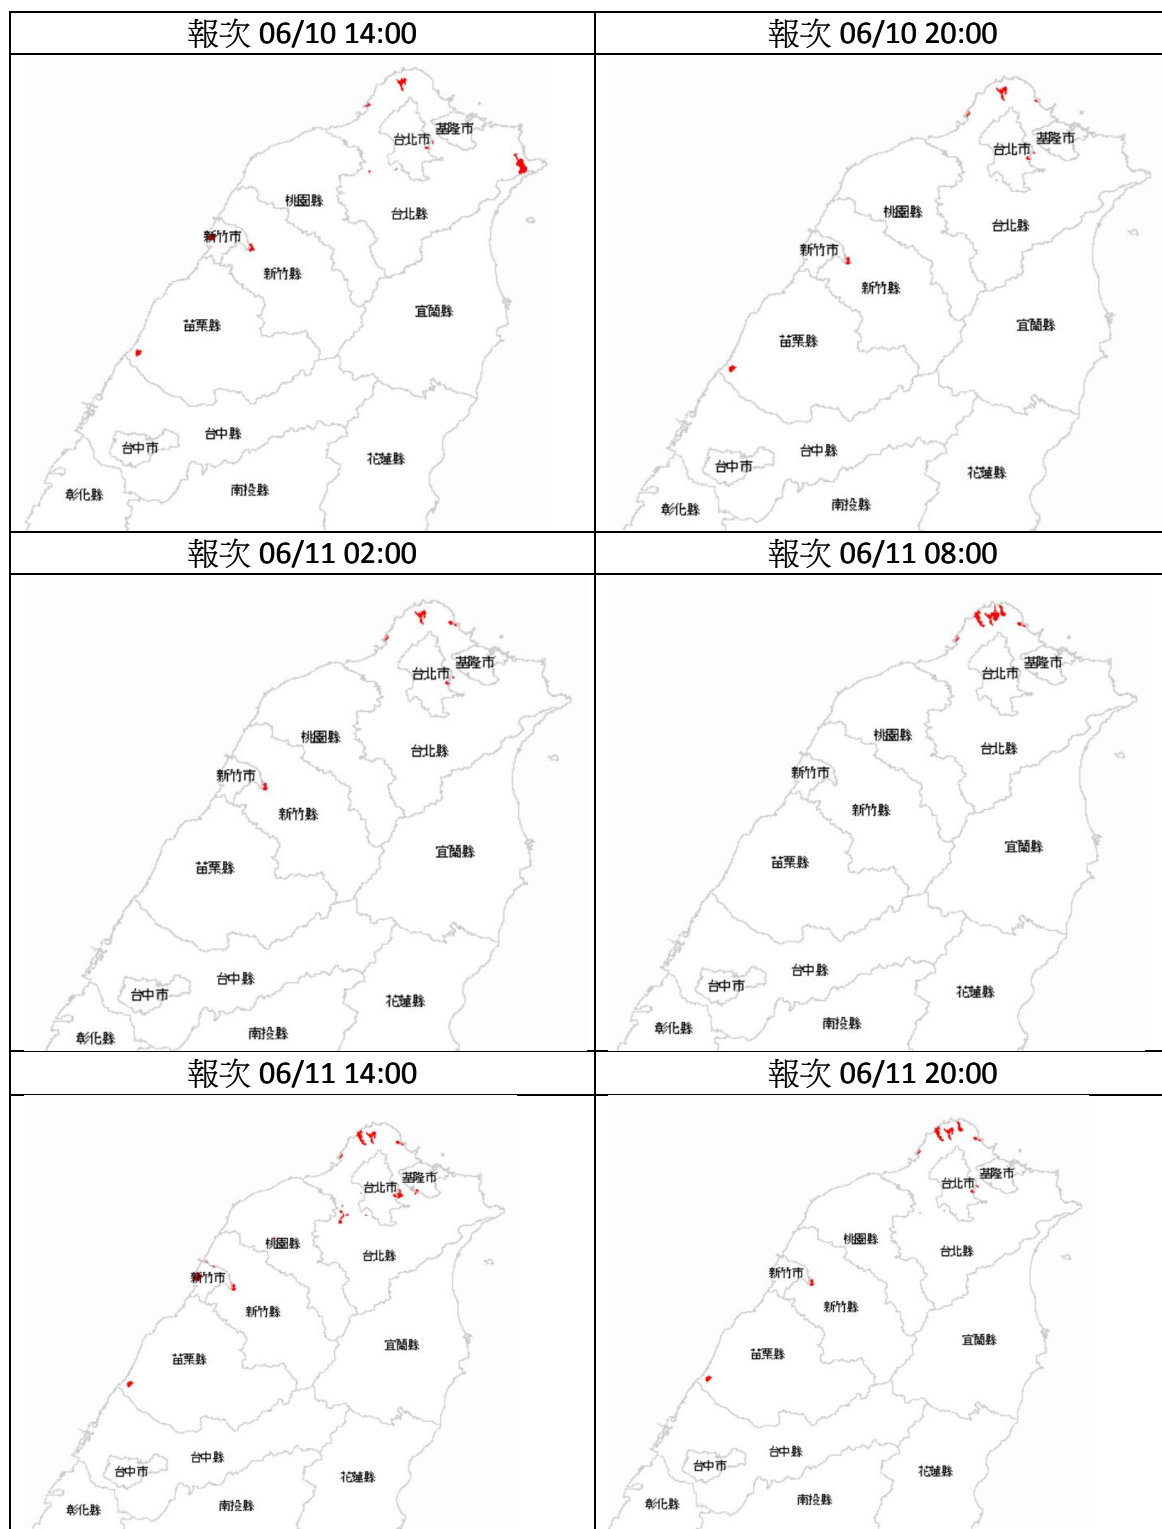 報次 06/10 14:00
報次 06/10 20:00
基隆市
台北市
桃園縣
台北縣
新竹市
新竹縣
宜蘭縣
苗栗縣
台中縣
台中市
花蓮縣
南投縣
彰化縣
基隆市
台北市
桃園縣
台北縣
新竹市
新竹縣
宜蘭縣
苗栗縣
台中縣
台中市
花蓮縣
南投縣
彰化縣
報次 06/11 02:00
報次 06/11 08:00
基隆市
台北市
桃園縣
台北縣
新竹市
新竹縣
宜蘭縣
苗栗縣
台中縣
台中市
花蓮縣
南投縣
彰化縣
基隆市
台北市
桃園縣
台北縣
新竹市
新竹縣
宜蘭縣
苗栗縣
台中縣
台中市
花蓮縣
南投縣
彰化縣
報次 06/11 14:00
報次 06/11 20:00
基隆市
台北市
桃園縣
台北縣
新竹市
新竹縣
宜蘭縣
苗栗縣
台中縣
台中市
花蓮縣
南投縣
彰化縣
基隆市
台北市
桃園縣
台北縣
新竹市
新竹縣
宜蘭縣
苗栗縣
台中縣
台中市
花蓮縣
南投縣
彰化縣